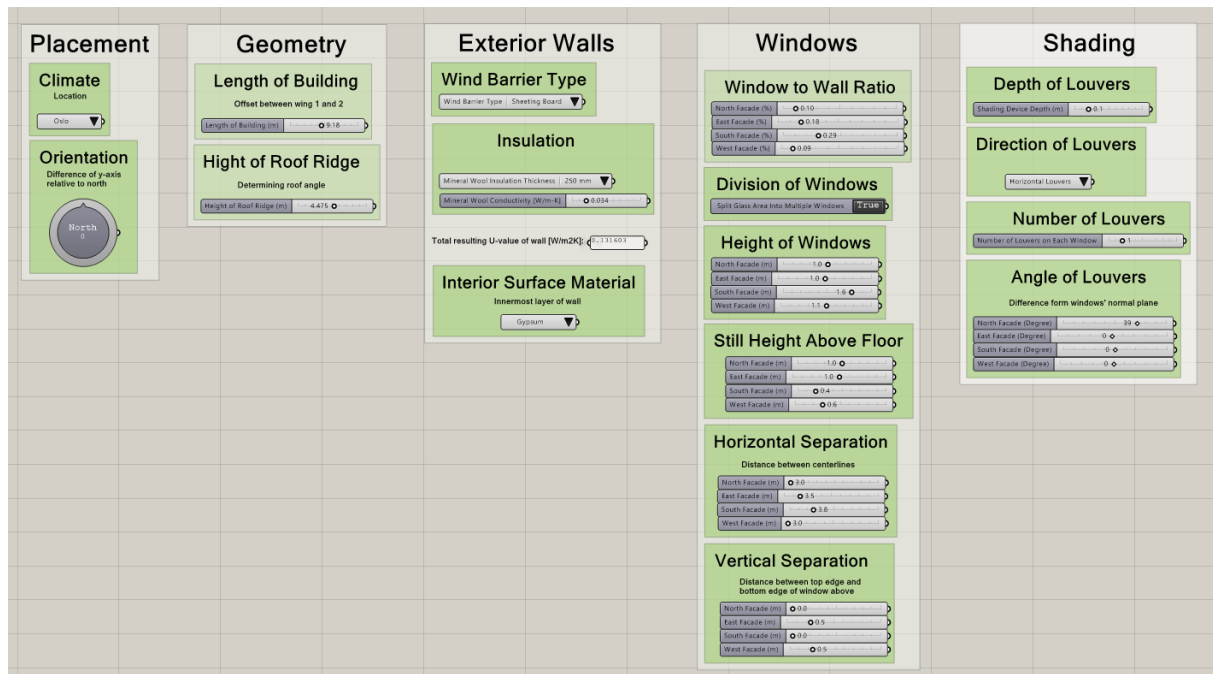 Placement
Climate
Location
Oslo
Orientation
Difference of y-axis
relative to north
North
0
Geometry
Length of Building
Offset between wing 1 and 2
Length of Building (m) 9.18
Hight of Roof Ridge
Determining roof angle
Height of Roof Ridge (m) 4.475
Exterior Walls
Wind Barrier Type
Wind Barrier Type Sheeting Board
Insulation
Mineral Wool Insulation Thickness 250 mm
Mineral Wool Conductivity [W/m-K] 0.034
Total resulting U-value of wall [W/m2K]: 0.131603
Interior Surface Material
Innermost layer of wall
Gypsum
Windows
Window to Wall Ratio
North Facade (%) 0.10
East Facade (%) 0.18
South Facade (%) 0.29
West Facade (%) 0.09
Division of Windows
Split Glass Area Into Multiple Windows True
Height of Windows
North Facade (m) 1.0
East Facade (m) 1.0
South Facade (m) 1.6
West Facade (m) 1.1
Still Height Above Floor
North Facade (m) 1.0
East Facade (m) 1.0
South Facade (m) 0.4
West Facade (m) 0.6
Horizontal Separation
Distance between centerlines
North Facade (m) 3.0
East Facade (m) 3.5
South Facade (m) 3.8
West Facade (m) 3.0
Vertical Separation
Distance between top edge and
bottom edge of window above
North Facade (m) 0.0
East Facade (m) 0.5
South Facade (m) 0.0
West Facade (m) 0.5
Shading
Depth of Louvers
Shading Device Depth (m) 0.1
Direction of Louvers
Horizontal Louvers
Number of Louvers
Number of Louvers on Each Window 1
Angle of Louvers
Difference form windows' normal plane
North Facade (Degree) 39
East Facade (Degree) 0
South Facade (Degree) 0
West Facade (Degree) 0